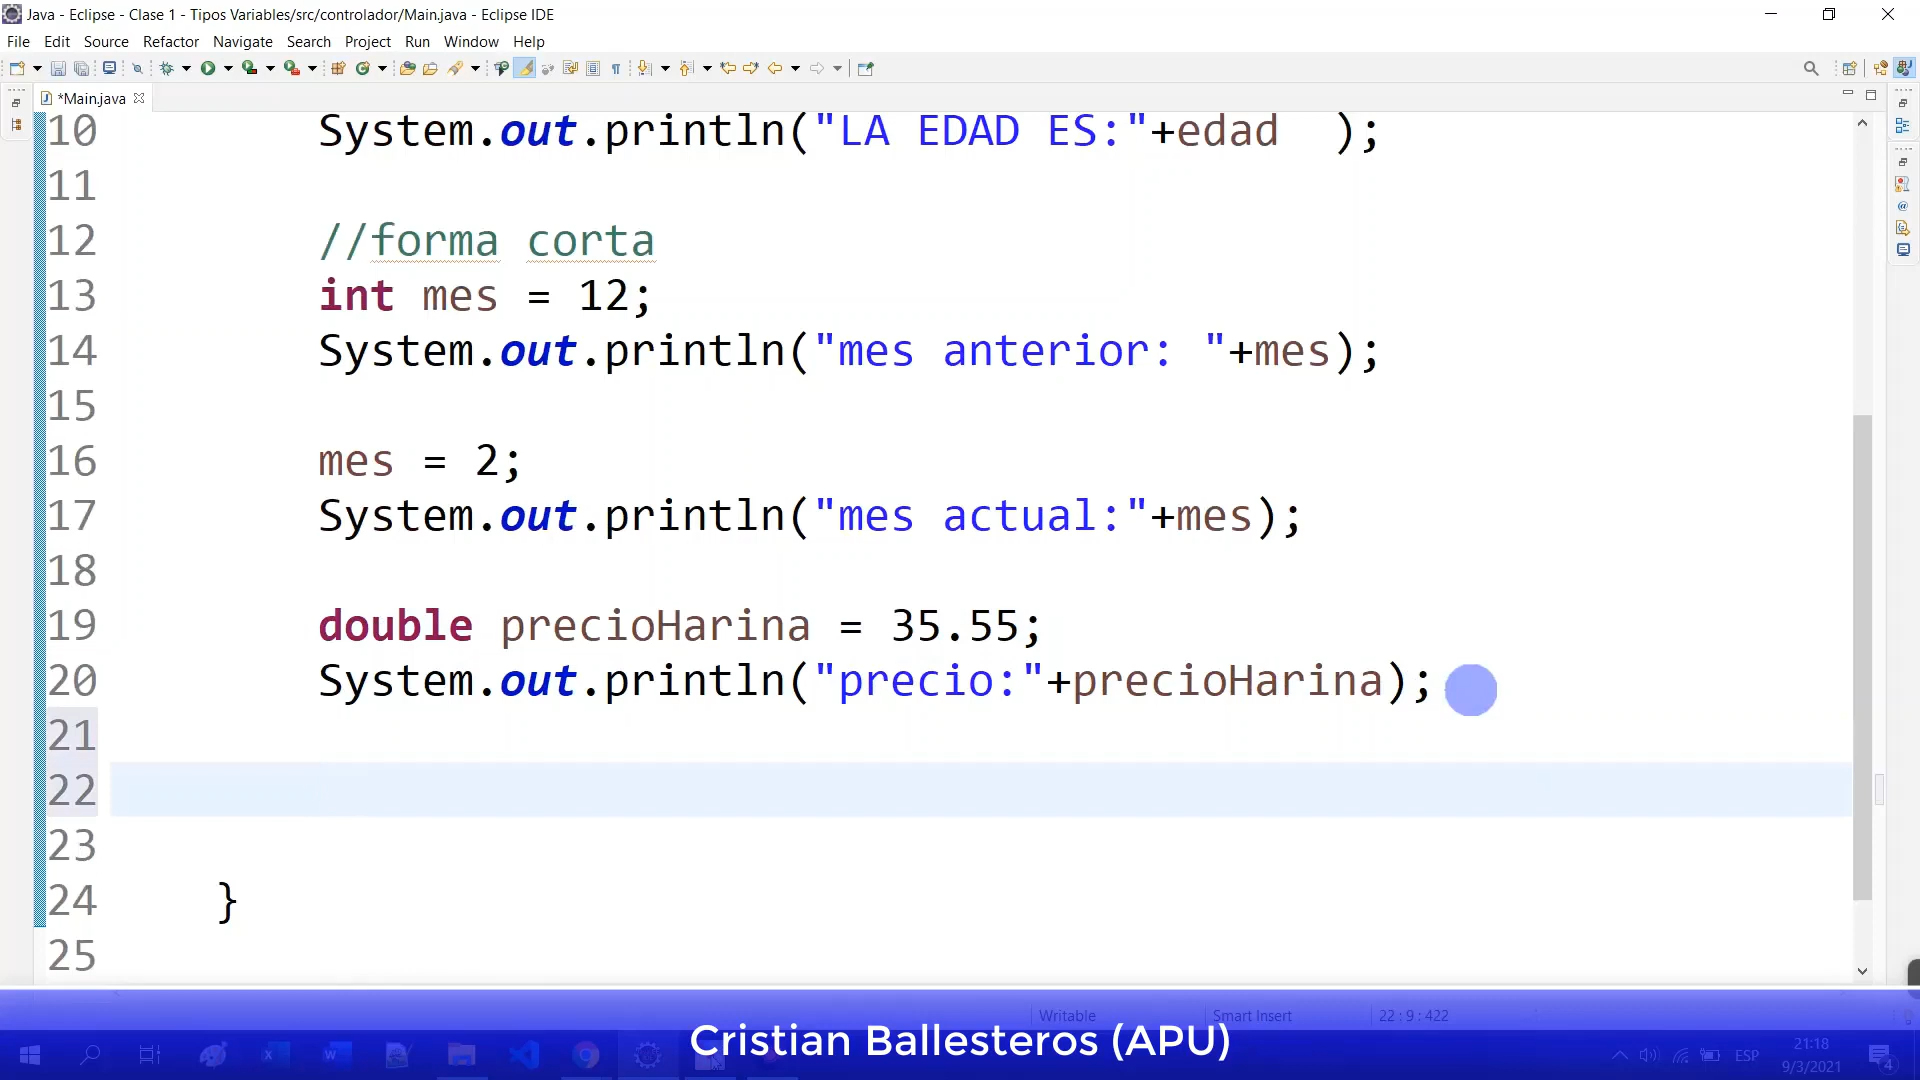 Java - Eclipse - Clase 1 - Tipos Variables/src/controlador/Main.java - Eclipse IDE
File Edit Source Refactor Navigate Search Project Run Window Help
*Main.java
10 System.out.println("LA EDAD ES:"+edad  );
11
12 //forma corta
13 int mes = 12;
14 System.out.println("mes anterior: "+mes);
15
16 mes = 2;
17 System.out.println("mes actual:"+mes);
18
19 double precioHarina = 35.55;
20 System.out.println("precio:"+precioHarina);
21
22
23
24 }
25
Writable Smart Insert 22 : 9 : 422
Cristian Ballesteros (APU)
ESP 21:18
9/3/2021 4